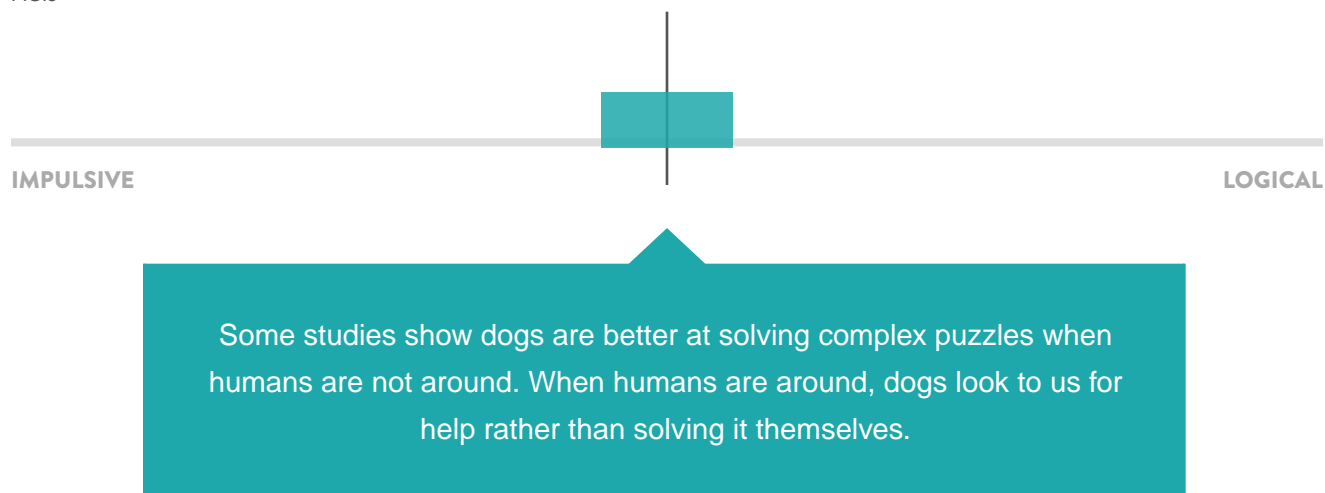 IMPULSIVE
LOGICAL
Some studies show dogs are better at solving complex puzzles when
humans are not around. When humans are around, dogs look to us for
help rather than solving it themselves.